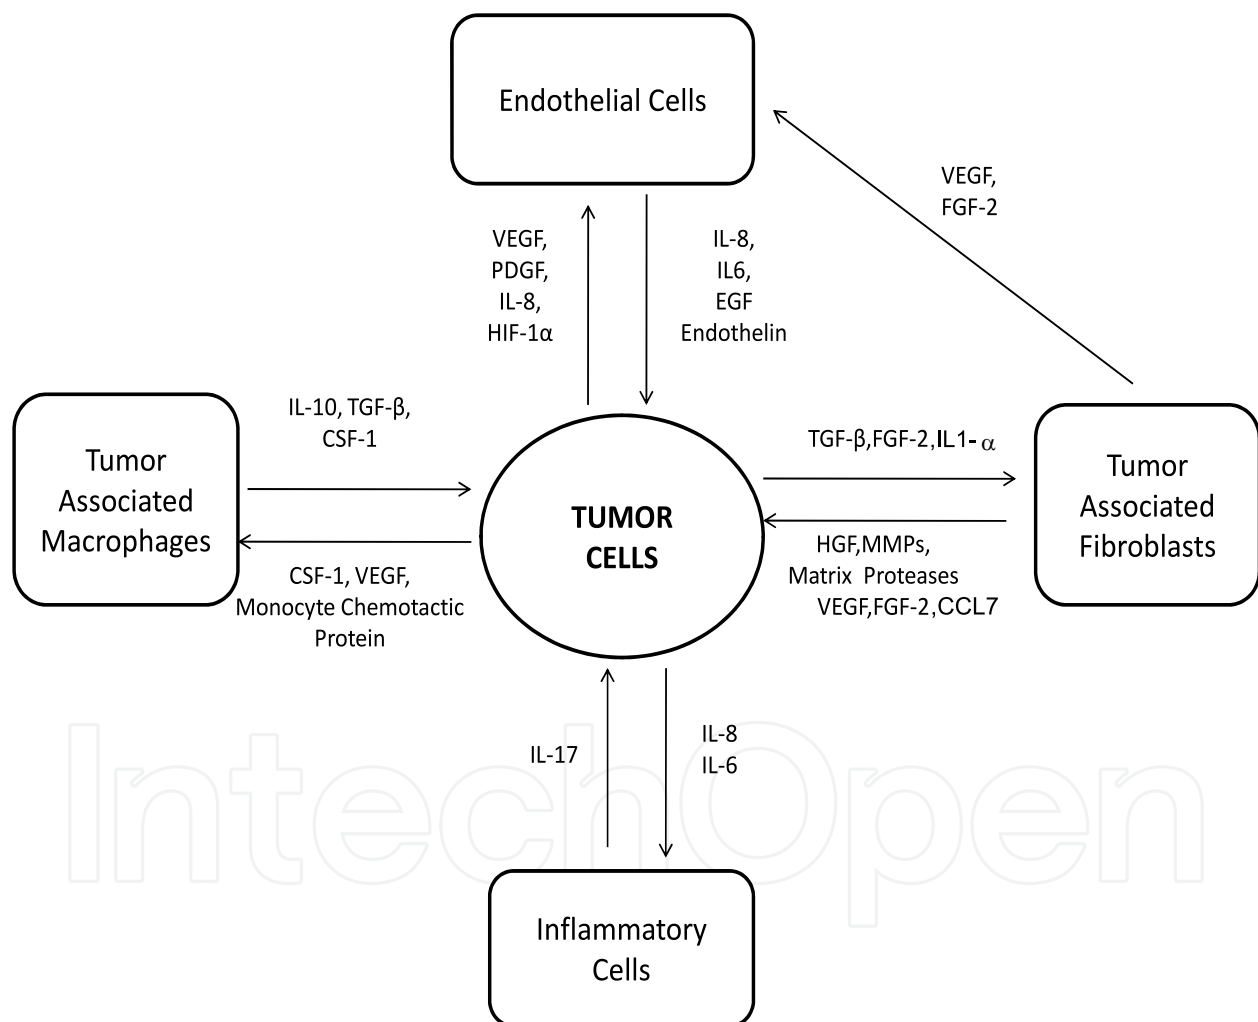 Endothelial Cells
VEGF,
FGF-2
VEGF,
PDGF,
IL-8,
HIF-1α
IL-8,
IL6,
EGF
Endothelin
IL-10, TGF-β,
CSF-1
Tumor
Associated
Macrophages
CSF-1, VEGF,
Monocyte Chemotactic
Protein
TUMOR
CELLS
TGF-β,FGF-2,IL1- α
HGF,MMPs,
Matrix Proteases
VEGF,FGF-2,CCL7
Tumor
Associated
Fibroblasts
IL-17
IL-8
IL-6
Inflammatory
Cells
IntechOpen